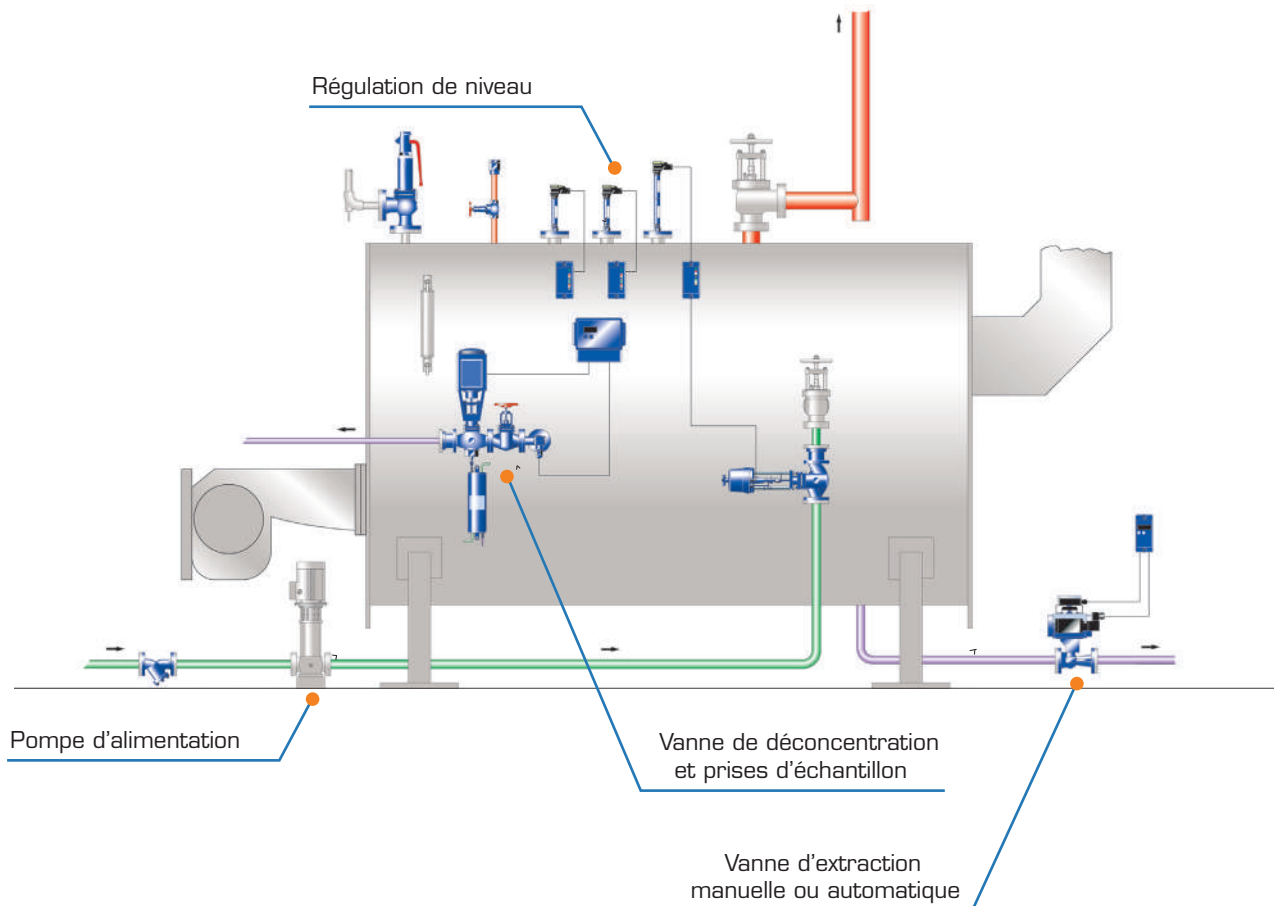 Régulation de niveau
Pompe d'alimentation
Vanne de déconcentration
et prises d'échantillon
Vanne d'extraction
manuelle ou automatique